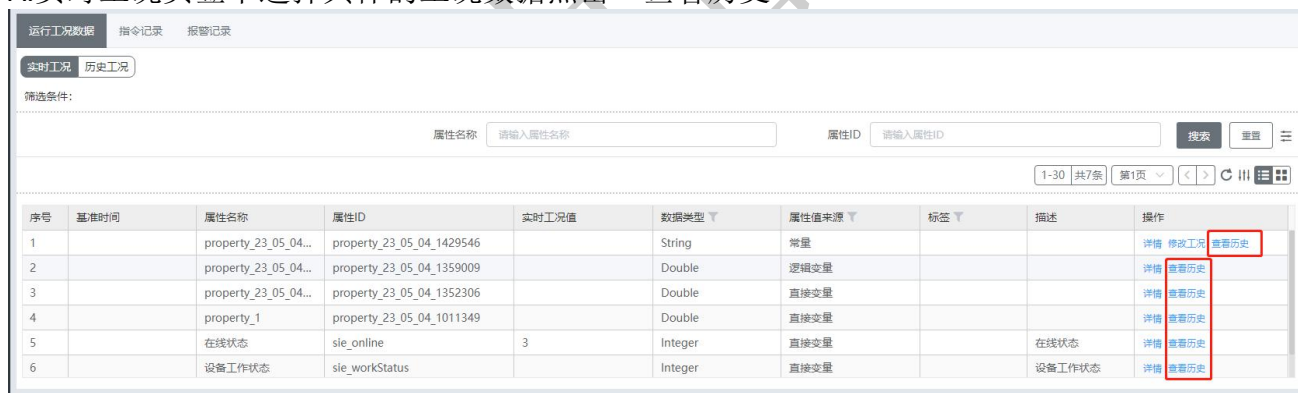 运行工况数据 指令记录 报警记录
实时工况 历史工况
筛选条件:
属性名称 请输入属性名称 属性ID 请输入属性ID 搜索 重置
1-30 共7条 第1页
序号 基准时间 属性名称 属性ID 实时工况值 数据类型 属性值来源 标签 描述 操作
1 property_23_05_04... property_23_05_04_1429546 String 常量 详情 修改工况 查看历史
2 property_23_05_04... property_23_05_04_1359009 Double 逻辑变量 详情 查看历史
3 property_23_05_04... property_23_05_04_1352306 Double 直接变量 详情 查看历史
4 property_1 property_23_05_04_1011349 Double 直接变量 详情 查看历史
5 在线状态 sie_online 3 Integer 直接变量 在线状态 详情 查看历史
6 设备工作状态 sie_workStatus Integer 直接变量 设备工作状态 详情 查看历史